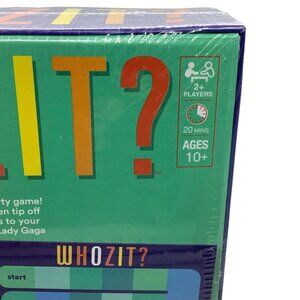 ZIT?
2+
PLAYERS
20 MINS
AGES
10+
rty game!
en tip off
s to your
Lady Gaga
WHOZIT?
start